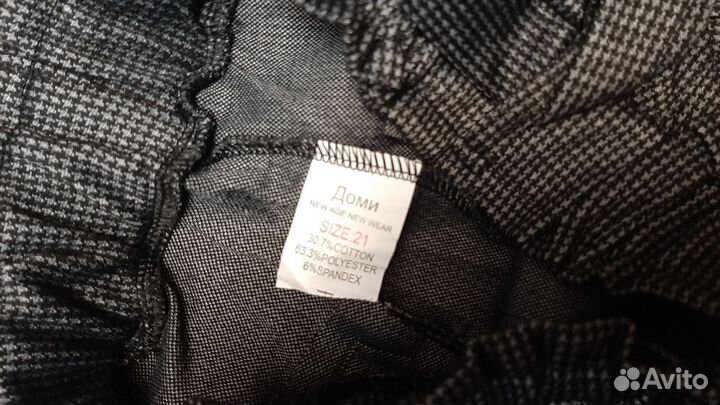 Доми
NEW AGE NEW WEAR
SIZE:21
30.7%COTTON
63.3%POLYESTER
6%SPANDEX
Avito